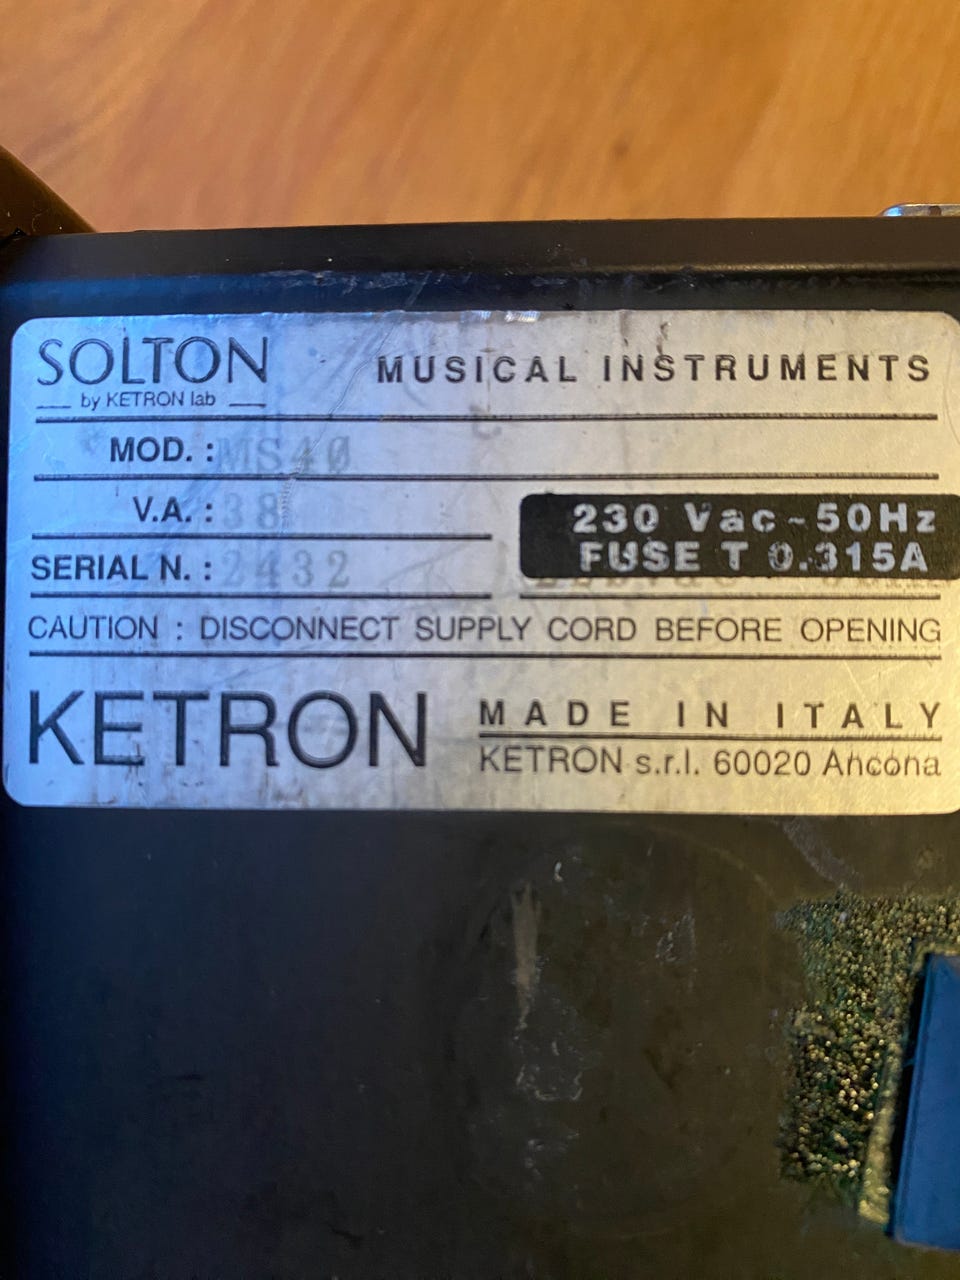 SOLTON
by KETRON lab
MUSICAL INSTRUMENTS
MOD. : MS40
V.A. : 38
230 Vac ~ 50Hz
FUSE T 0.315A
SERIAL N. : 2432
CAUTION : DISCONNECT SUPPLY CORD BEFORE OPENING
KETRON
MADE IN ITALY
KETRON s.r.l. 60020 Ancona